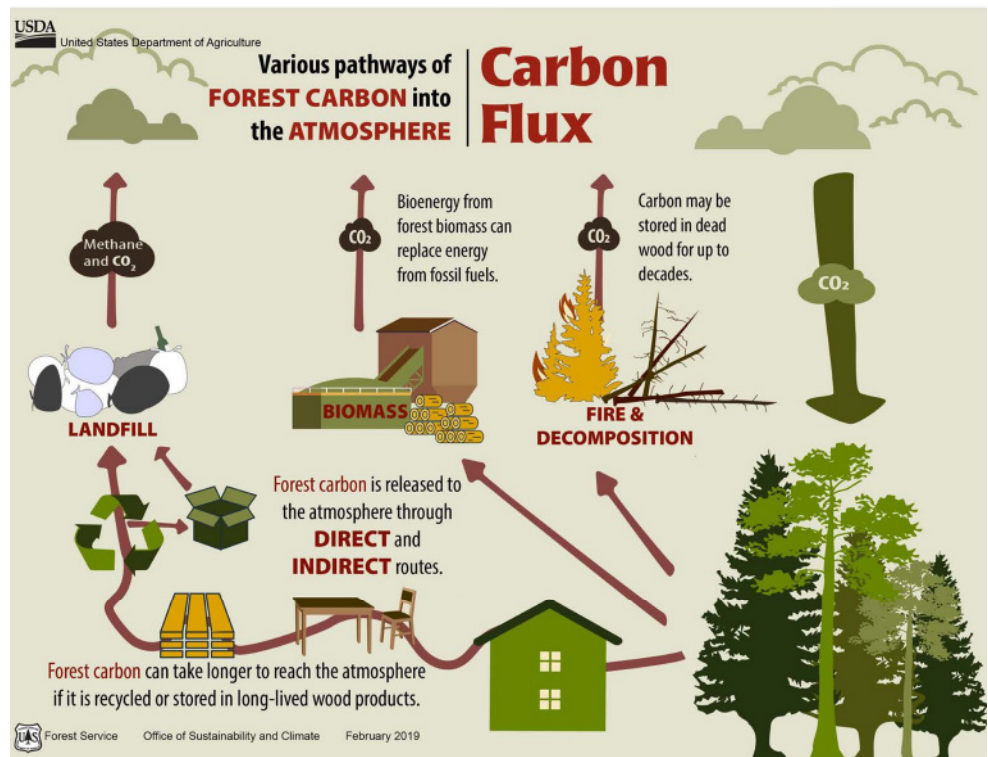 USDA
United States Department of Agriculture
Various pathways of
FOREST CARBON into
the ATMOSPHERE
Carbon
Flux
Methane
and CO₂
CO₂
Bioenergy from
forest biomass can
replace energy
from fossil fuels.
CO₂
Carbon may be
stored in dead
wood for up to
decades.
CO₂
LANDFILL
BIOMASS
FIRE &
DECOMPOSITION
Forest carbon is released to
the atmosphere through
DIRECT and
INDIRECT routes.
Forest carbon can take longer to reach the atmosphere
if it is recycled or stored in long-lived wood products.
U S
Forest Service Office of Sustainability and Climate February 2019